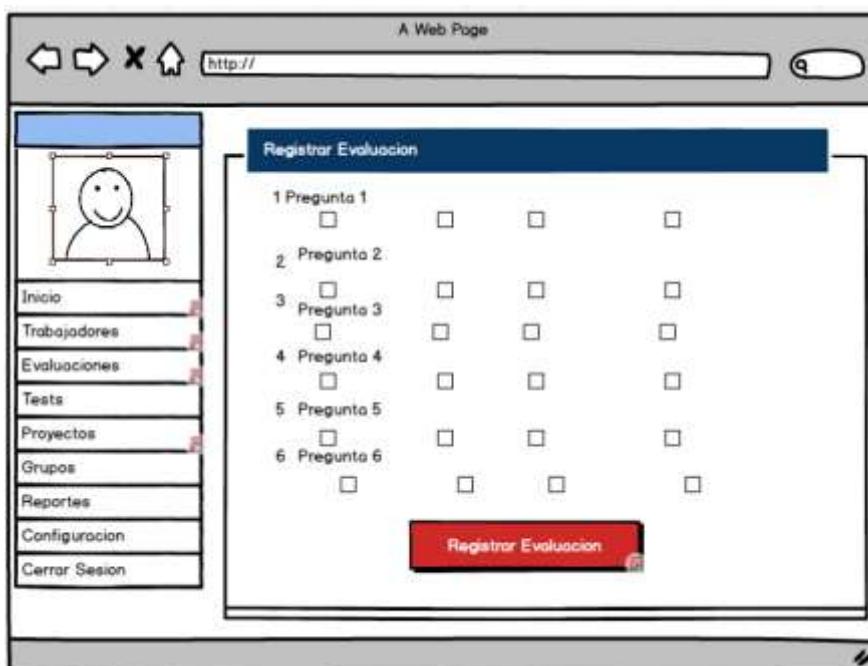 A Web Page
http://
Registrar Evaluacion
1 Pregunta 1
2 Pregunta 2
3 Pregunta 3
4 Pregunta 4
5 Pregunta 5
6 Pregunta 6
Registrar Evaluacion
Inicio
Trabajadores
Evaluaciones
Tests
Proyectos
Grupos
Reportes
Configuracion
Cerrar Sesion